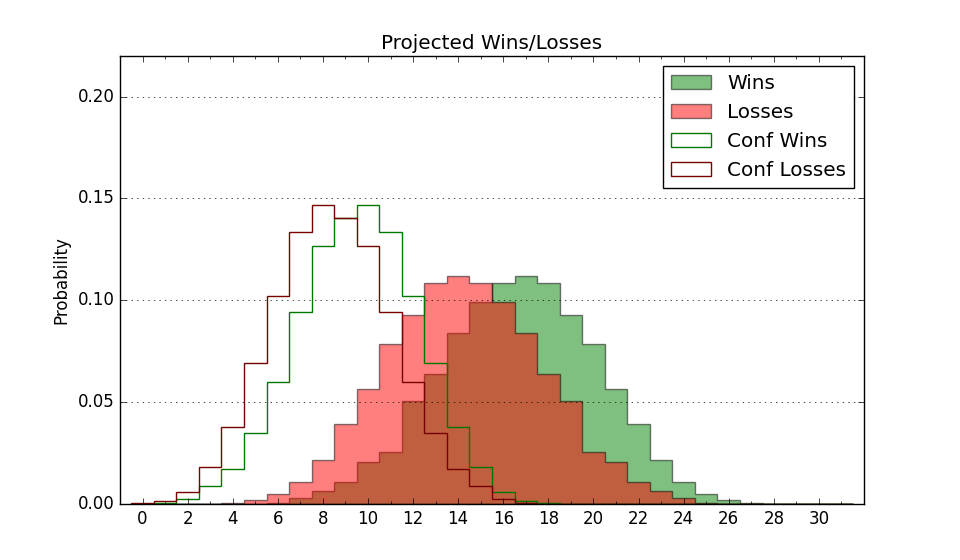 Projected Wins/Losses
Wins
Losses
Conf Wins
Conf Losses
Probability
0.20
0.15
0.10
0.05
0.00
0 2 4 6 8 10 12 14 16 18 20 22 24 26 28 30